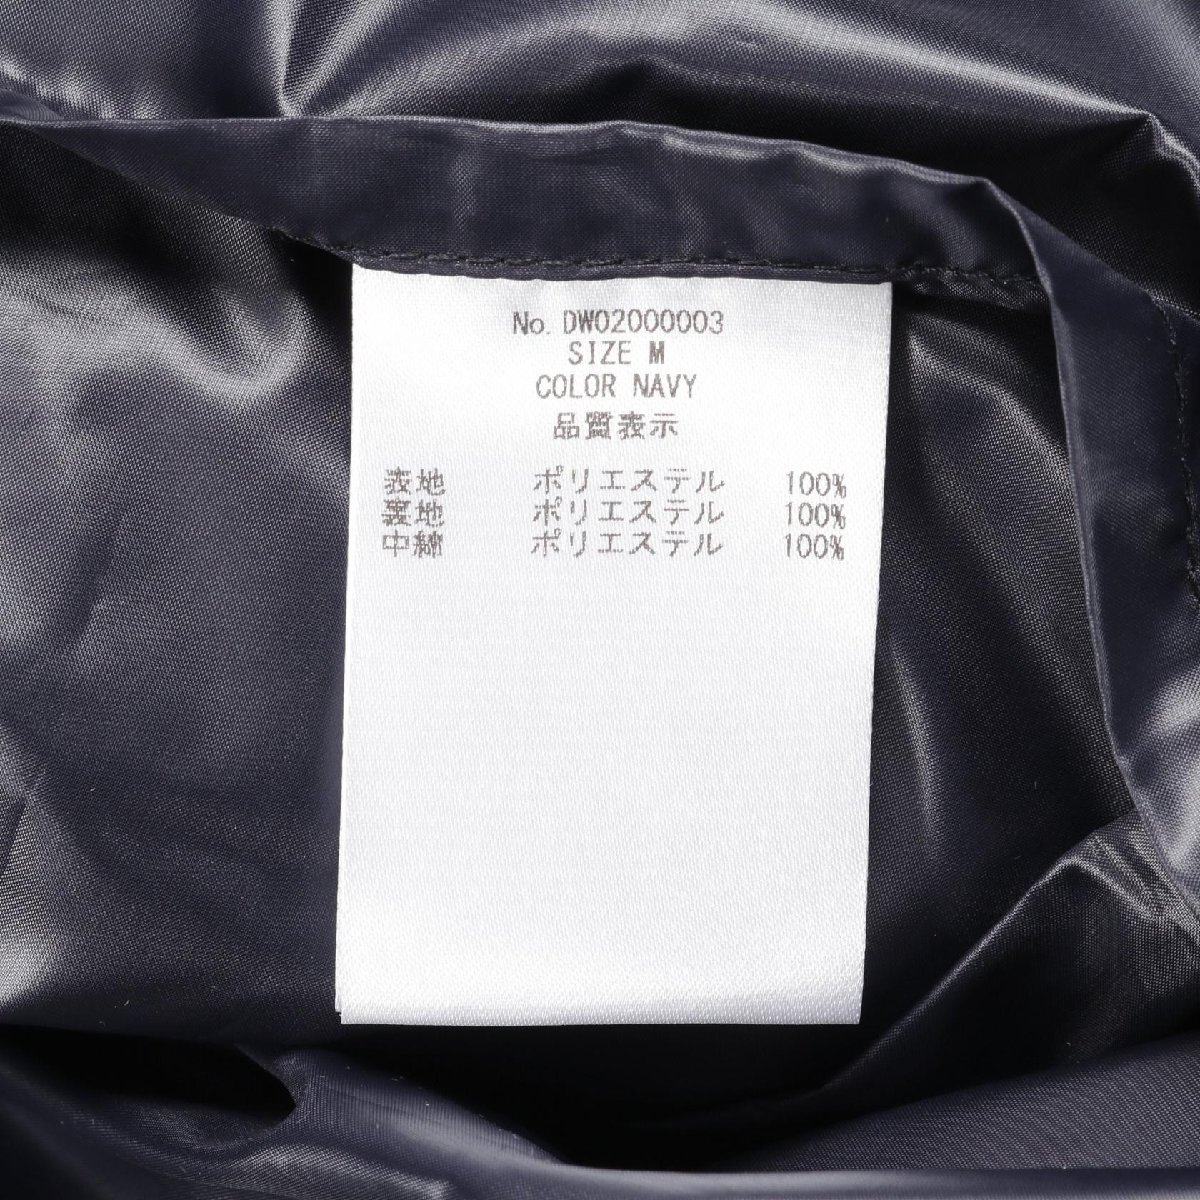 No. DW02000003
SIZE M
COLOR NAVY
品質表示
表地 ポリエステル 100%
裏地 ポリエステル 100%
中綿 ポリエステル 100%